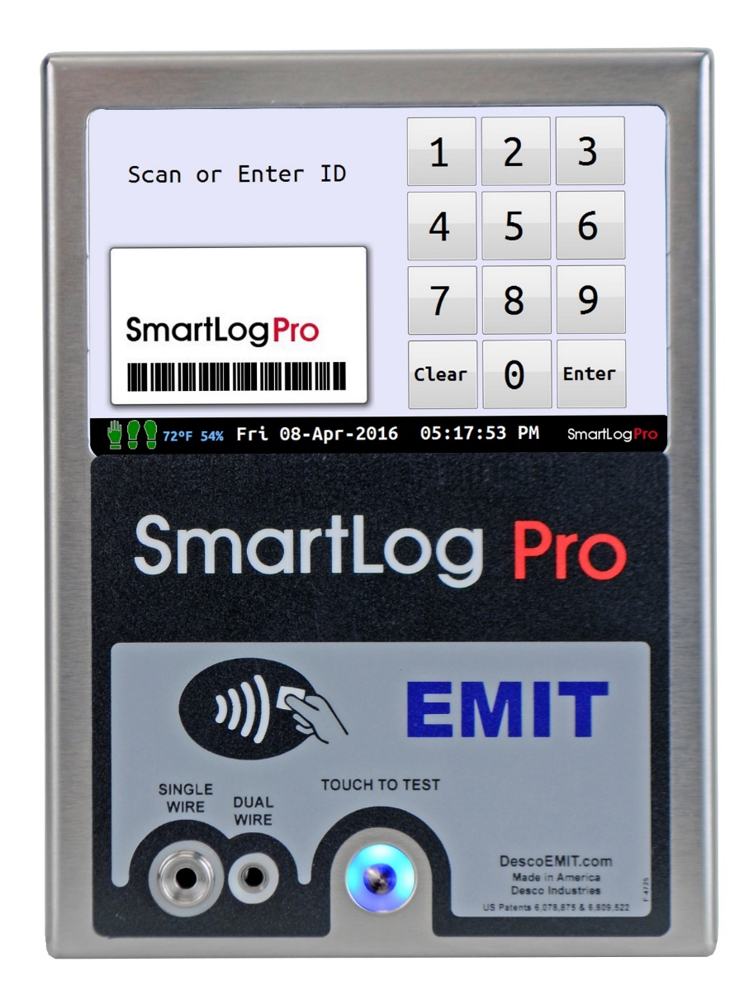 Scan or Enter ID
1 2 3
4 5 6
7 8 9
Clear 0 Enter
SmartLogPro
72ºF 54% Fri 08-Apr-2016 05:17:53 PM SmartLogPro
SmartLog Pro
EMIT
SINGLE
WIRE
DUAL
WIRE
TOUCH TO TEST
DescoEMIT.com
Made in America
Desco Industries
US Patents 6,078,875 & 6,809,522